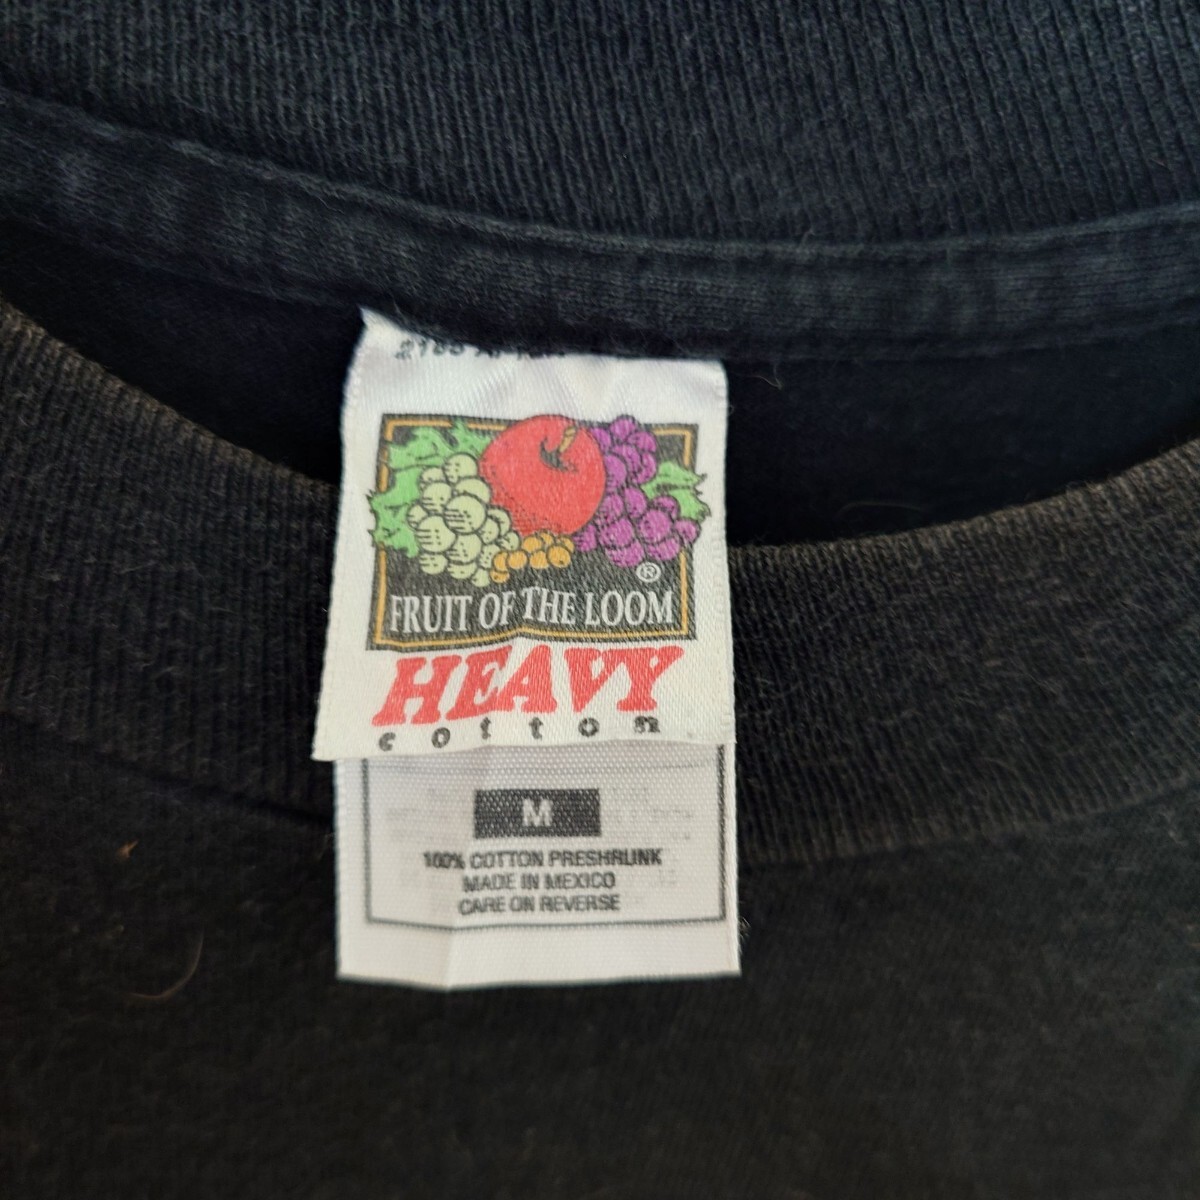 ®
FRUIT OF THE LOOM
HEAVY
cotton
M
100% COTTON PRESHRUNK
MADE IN MEXICO
CARE ON REVERSE